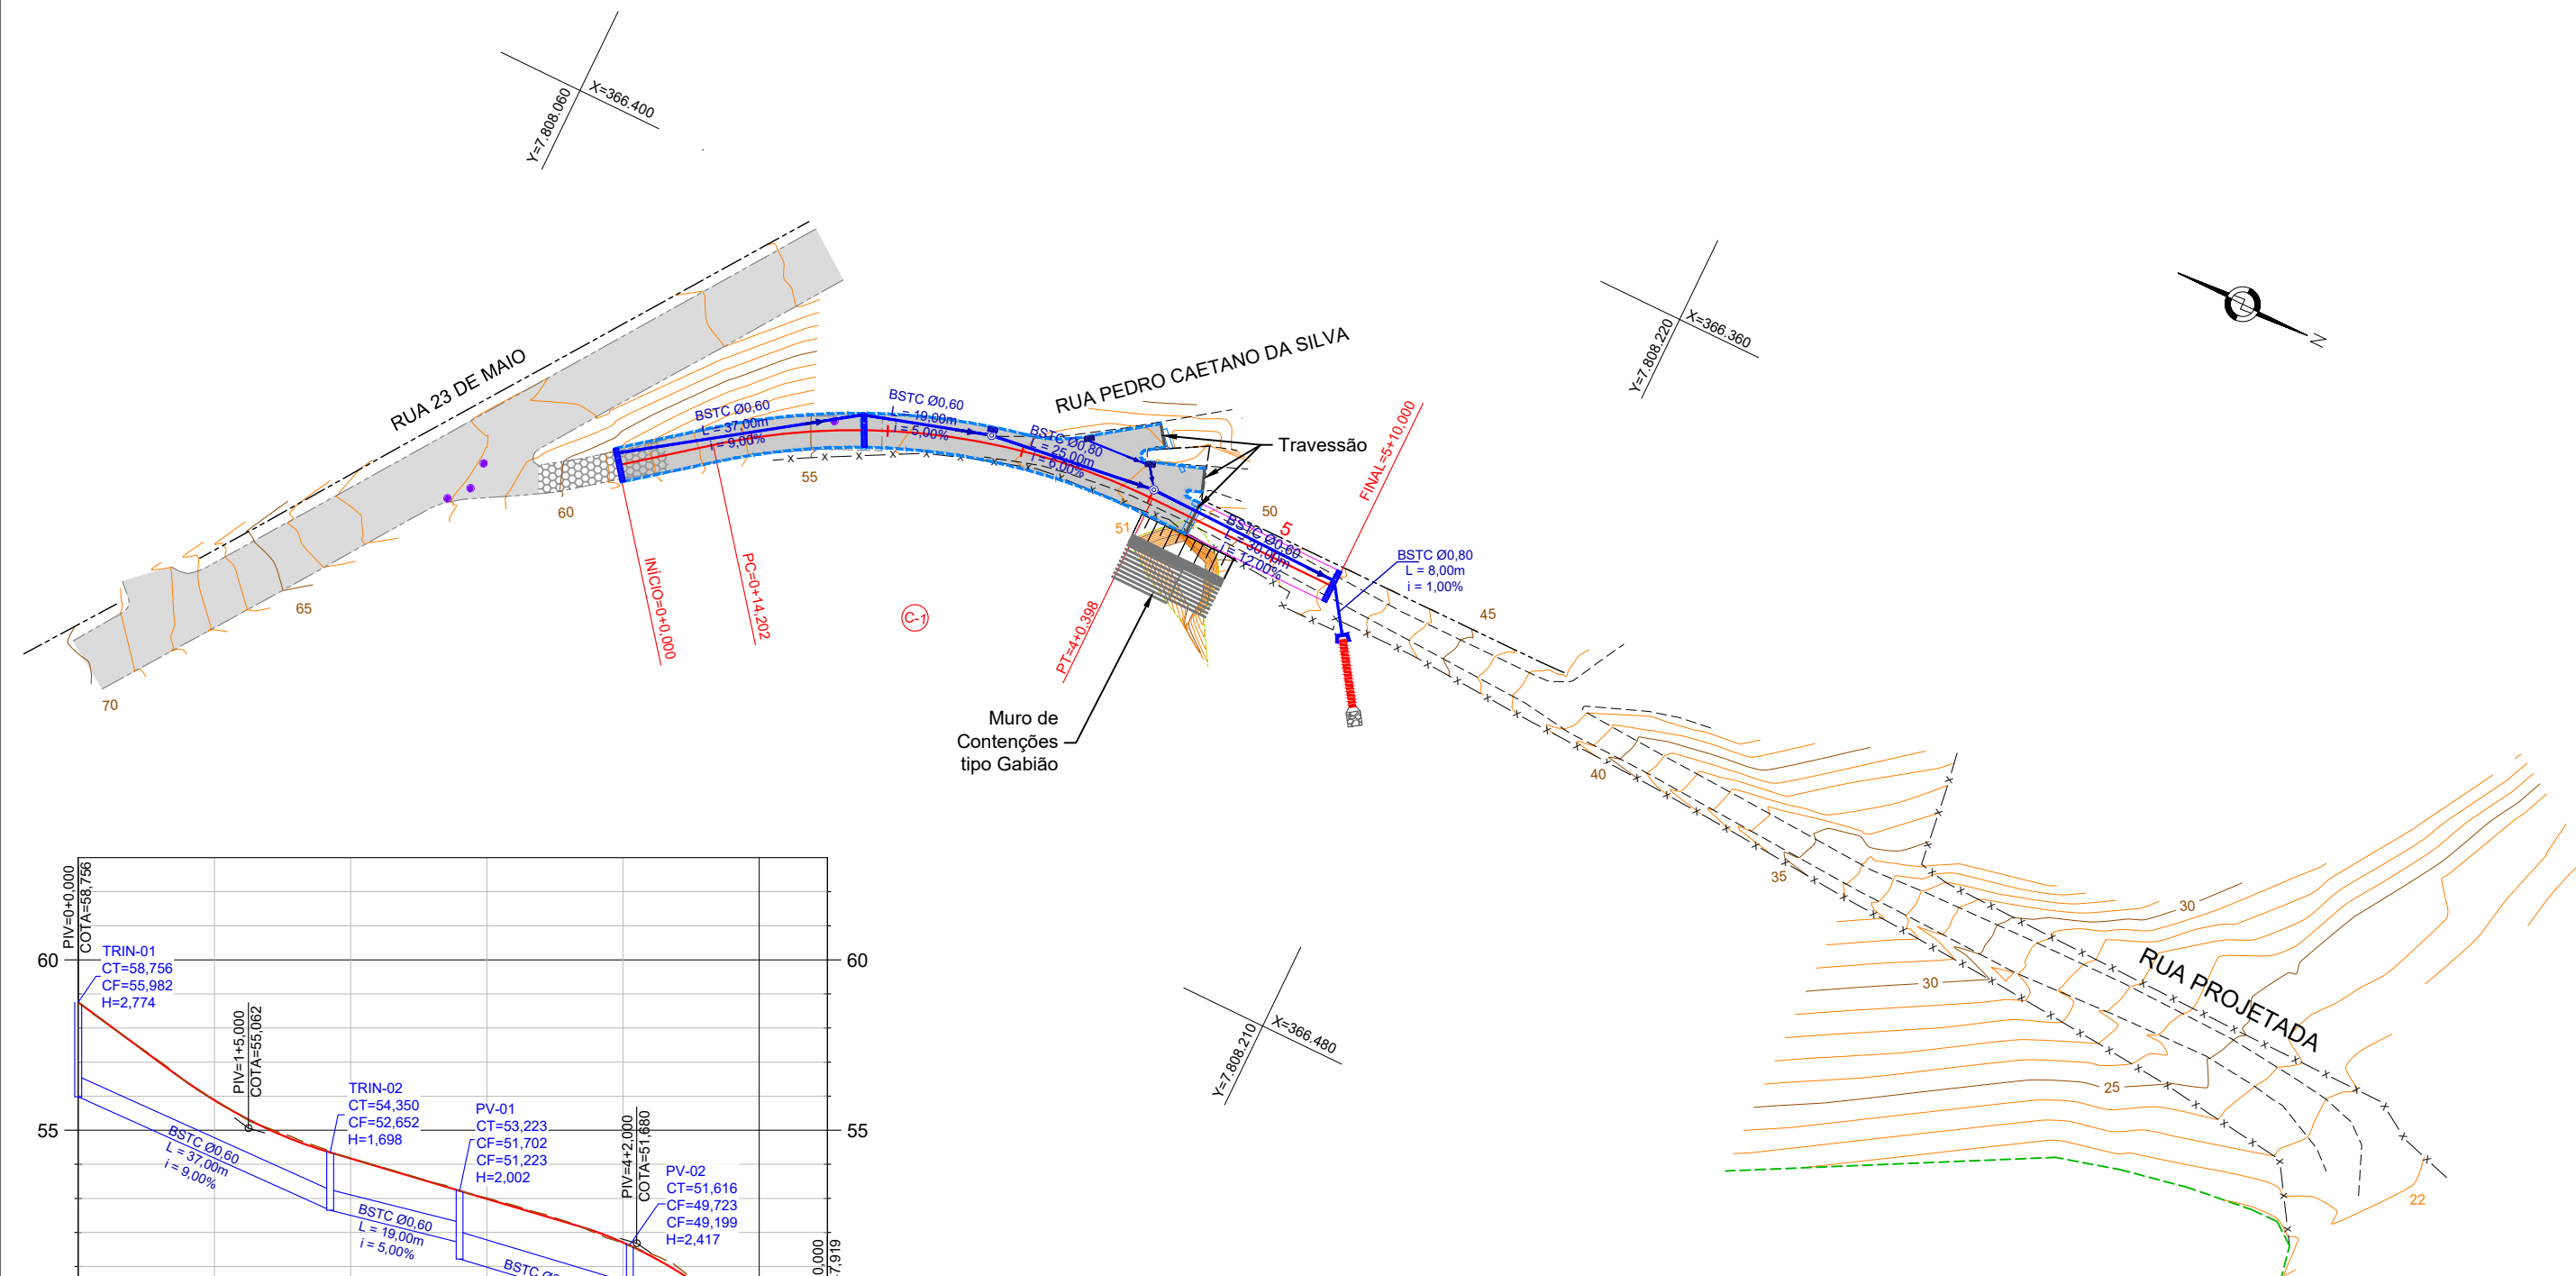 X=366.400
Y=7.808.060
RUA 23 DE MAIO
RUA PEDRO CAETANO DA SILVA
X=366.360
Y=7.808.220
N
BSTC Ø0,60
L = 37,00m
i = 9,00%
BSTC Ø0,60
L = 19,00m
i = 5,00%
BSTC Ø0,80
L = 25,00m
i = 6,00%
Travessão
FINAL=5+10,000
55
60
65
70
50
51
5
BSTC Ø0,60
L = 30,00m
i = 12,00%
BSTC Ø0,80
L = 8,00m
i = 1,00%
45
INÍCIO=0+0,000
PC=0+14,202
C-1
PT=4+0,398
Muro de
Contenções
tipo Gabião
40
35
30
30
25
22
RUA PROJETADA
X=366.480
Y=7.808.210
PIV=0+0,000
COTA=58,756
60
60
TRIN-01
CT=58,756
CF=55,982
H=2,774
PIV=1+5,000
COTA=55,062
TRIN-02
CT=54,350
CF=52,652
H=1,698
PV-01
CT=53,223
CF=51,702
CF=51,223
H=2,002
PIV=4+2,000
COTA=51,680
PV-02
CT=51,616
CF=49,723
CF=49,199
H=2,417
55
55
BSTC Ø0,60
L = 37,00m
i = 9,00%
BSTC Ø0,60
L = 19,00m
i = 5,00%
BSTC
0,000
7,919